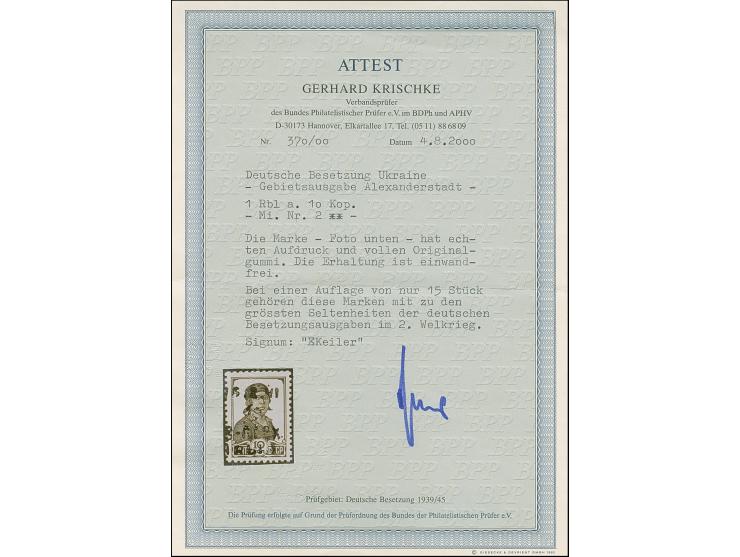 ATTEST
GERHARD KRISCHKE
Verbandsprüfer
des Bundes Philatelistischer Prüfer e.V. im BDPh und APHV
D-30173 Hannover, Elkartallee 17, Tel. (05 11) 88 68 09
Nr. 370/00 Datum 4.8.2000
Deutsche Besetzung Ukraine
- Gebietsausgabe Alexanderstadt -
1 Rbl a. 10 Kop.
- Mi. Nr. 2 ** -
Die Marke - Foto unten - hat ech-
ten Aufdruck und vollen Original-
gummi. Die Erhaltung ist einwand-
frei.
Bei einer Auflage von nur 15 Stück
gehören diese Marken mit zu den
grössten Seltenheiten der deutschen
Besetzungsausgaben im 2. Welkrieg.
Signum: "EKeiler"
10
Prüfgebiet: Deutsche Besetzung 1939/45
Die Prüfung erfolgte auf Grund der Prüfordnung des Bundes der Philatelistischen Prüfer e.V.